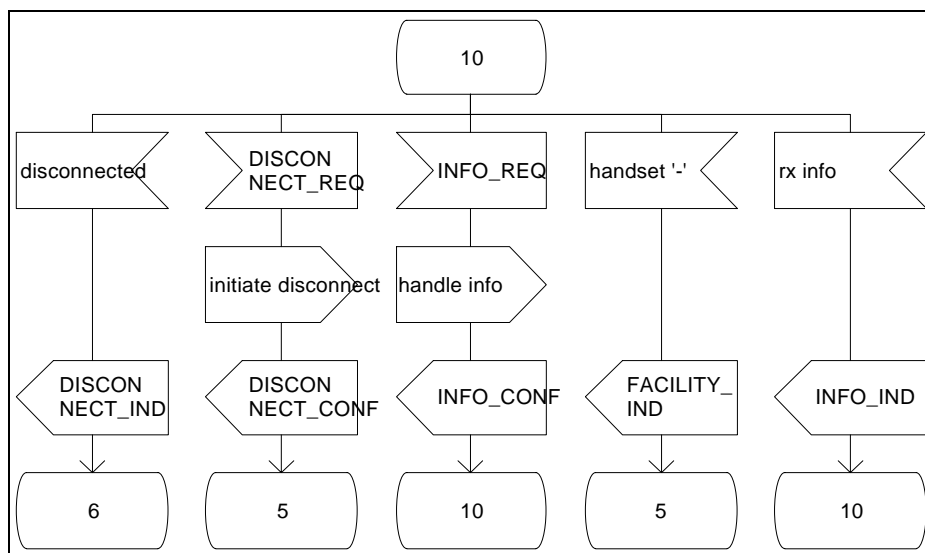 10
disconnected
DISCON
NECT_REQ
INFO_REQ
handset '-'
rx info
initiate disconnect
handle info
DISCON
NECT_IND
DISCON
NECT_CONF
INFO_CONF
FACILITY_
IND
INFO_IND
6
5
10
5
10